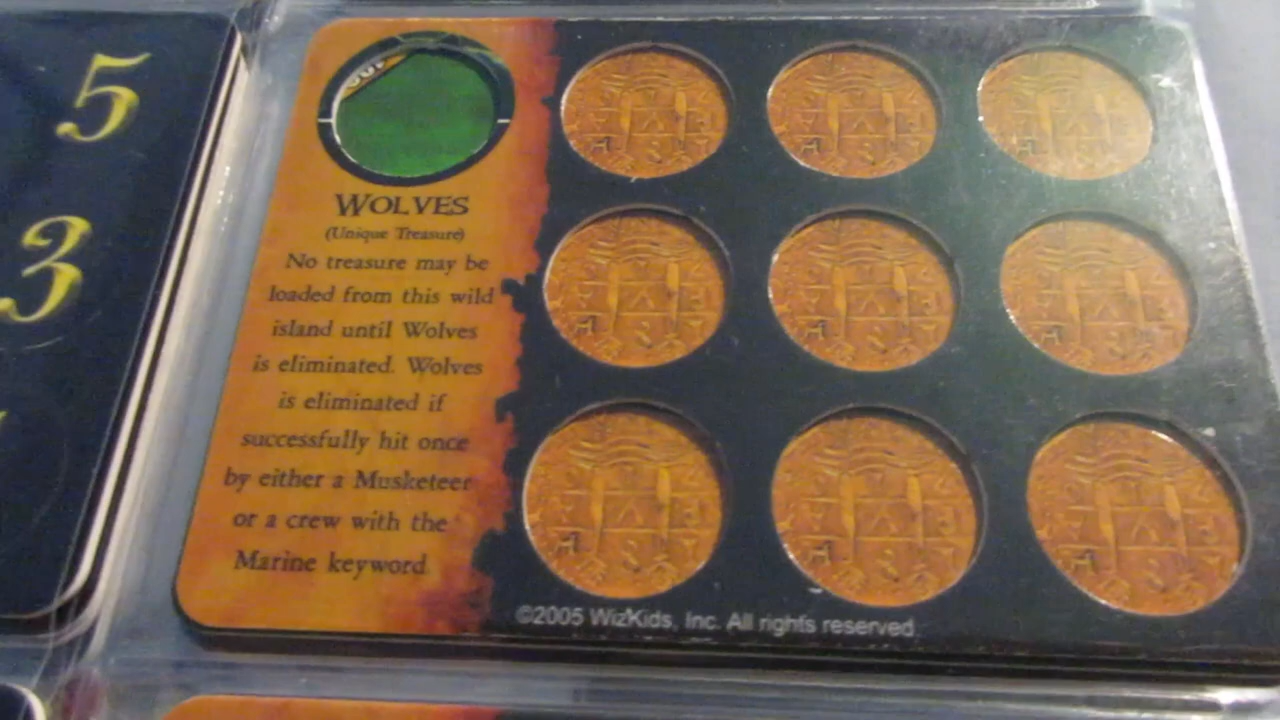 5
3
WOLVES
(Unique Treasure)
No treasure may be
loaded from this wild
island until Wolves
is eliminated. Wolves
is eliminated if
successfully hit once
by either a Musketeer
or a crew with the
Marine keyword
©2005 WizKids, Inc. All rights reserved.